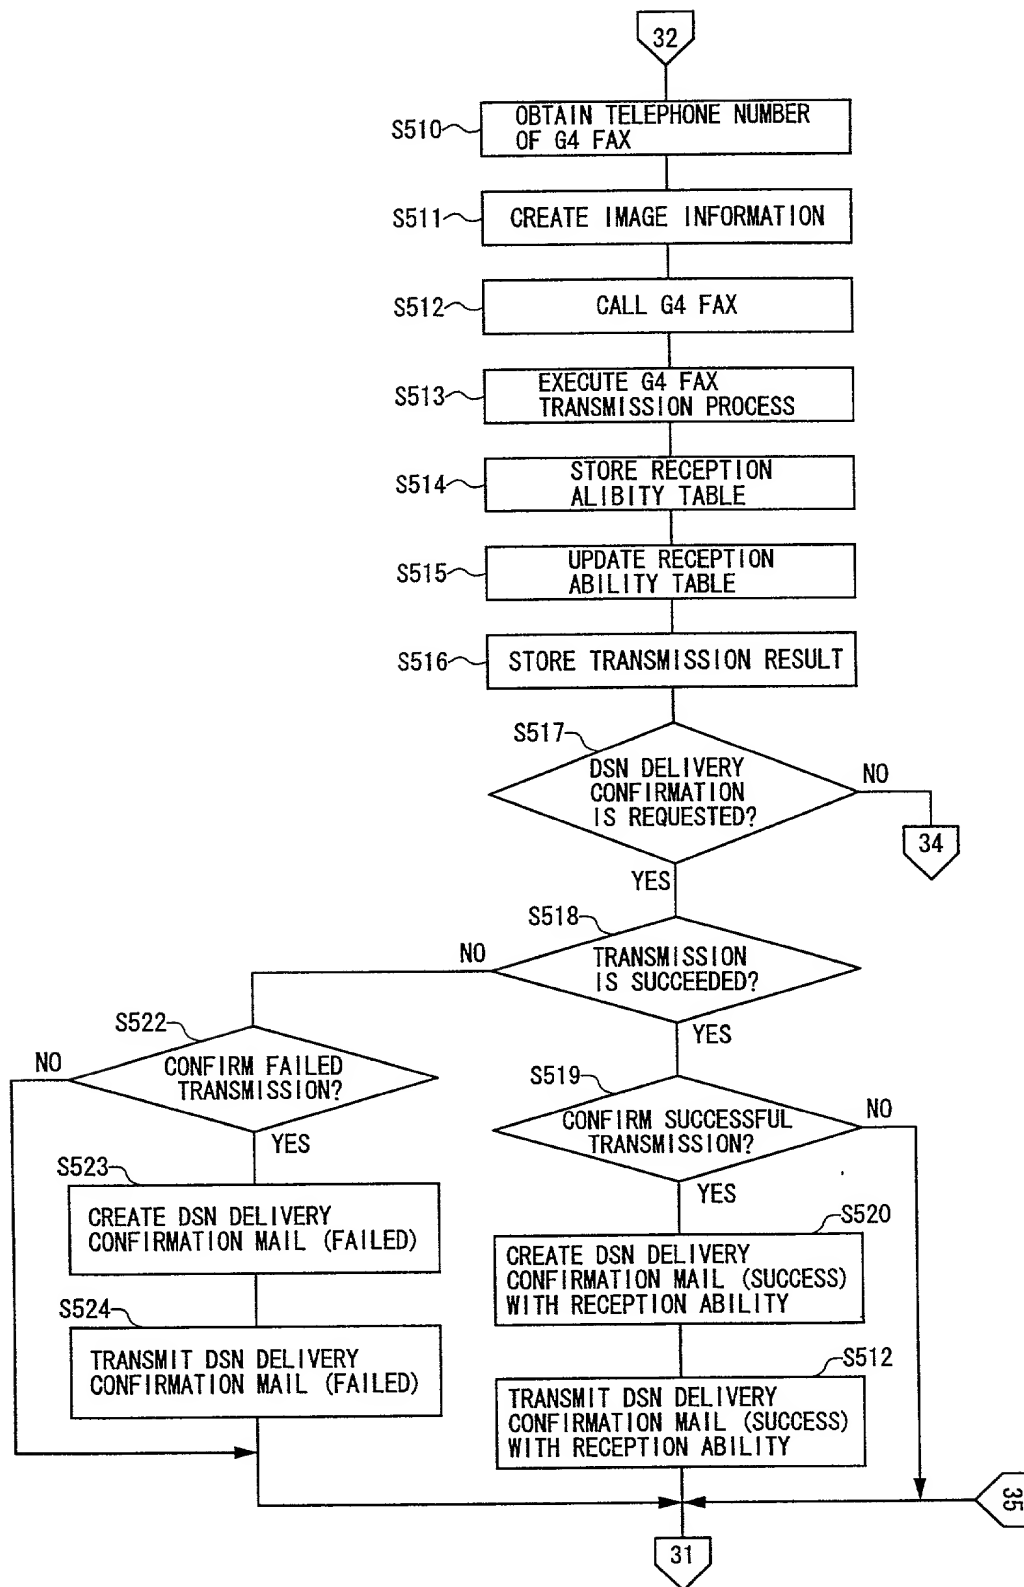 32
S510
OBTAIN TELEPHONE NUMBER
OF G4 FAX
S511
CREATE IMAGE INFORMATION
S512
CALL G4 FAX
S513
EXECUTE G4 FAX
TRANSMISSION PROCESS
S514
STORE RECEPTION
ALIBITY TABLE
S515
UPDATE RECEPTION
ABILITY TABLE
S516
STORE TRANSMISSION RESULT
S517
DSN DELIVERY
CONFIRMATION
IS REQUESTED?
NO
34
YES
S518
TRANSMISSION
IS SUCCEEDED?
NO
YES
S522
CONFIRM FAILED
TRANSMISSION?
NO
YES
S519
CONFIRM SUCCESSFUL
TRANSMISSION?
NO
YES
S523
CREATE DSN DELIVERY
CONFIRMATION MAIL (FAILED)
S520
CREATE DSN DELIVERY
CONFIRMATION MAIL (SUCCESS)
WITH RECEPTION ABILITY
S524
TRANSMIT DSN DELIVERY
CONFIRMATION MAIL (FAILED)
S512
TRANSMIT DSN DELIVERY
CONFIRMATION MAIL (SUCCESS)
WITH RECEPTION ABILITY
35
31